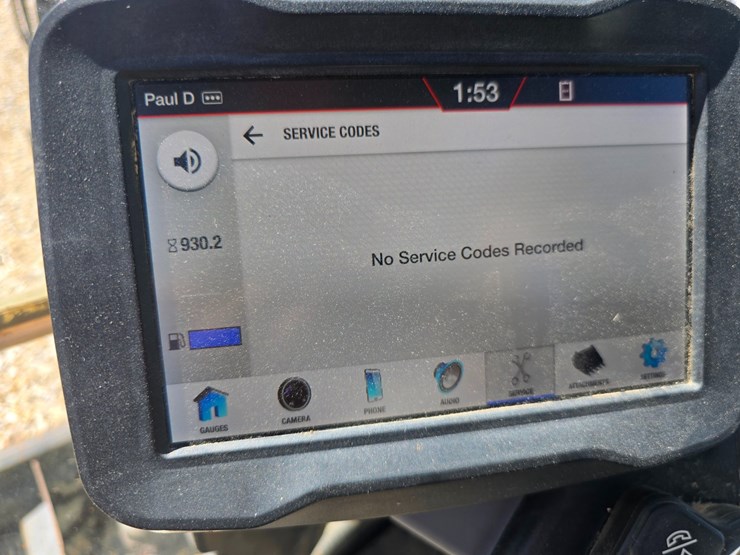 Paul D
1:53
SERVICE CODES
930.2
No Service Codes Recorded
GAUGES
CAMERA
PHONE
AUDIO
SERVICE
ATTACHMENTS
SETTINGS